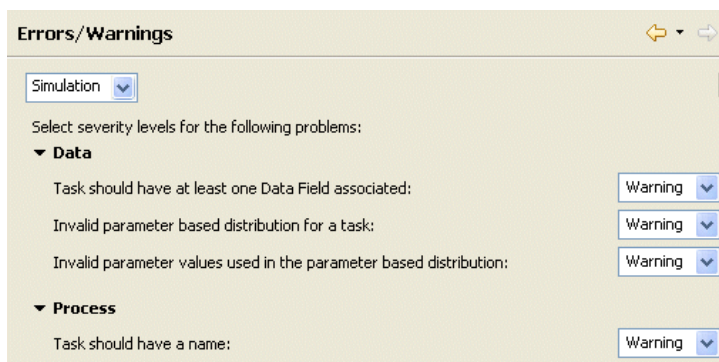 Errors/Warnings
Simulation
Select severity levels for the following problems:
Data
Task should have at least one Data Field associated: Warning
Invalid parameter based distribution for a task: Warning
Invalid parameter values used in the parameter based distribution: Warning
Process
Task should have a name: Warning